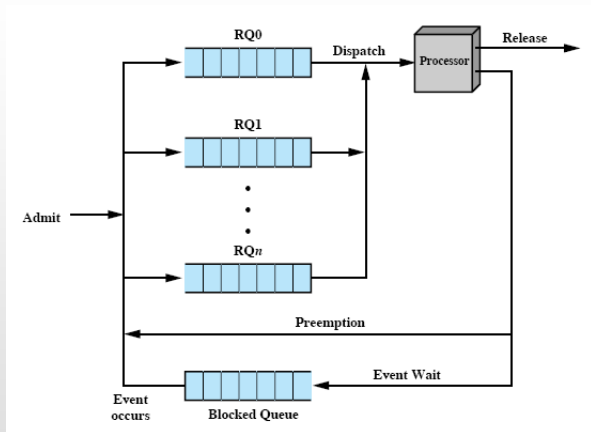 RQ0
Dispatch
Release
Processor
RQ1
Admit
RQn
Preemption
Event Wait
Event
occurs
Blocked Queue